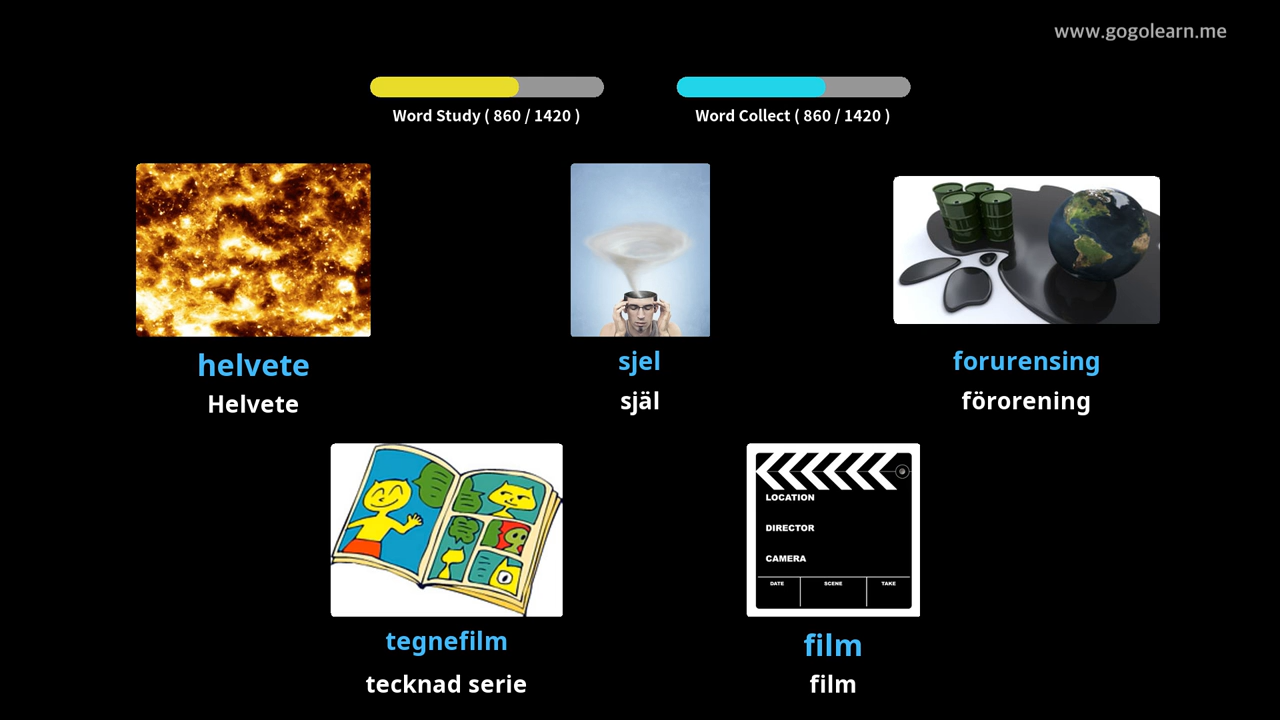 www.gogolearn.me
Word Study ( 860 / 1420 )
Word Collect ( 860 / 1420 )
helvete
Helvete
sjel
själ
forurensing
förorening
tegnefilm
tecknad serie
LOCATION
DIRECTOR
CAMERA
DATE
SCENE
TAKE
film
film